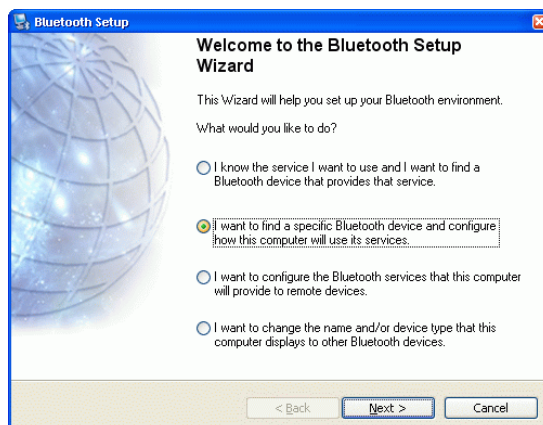 Bluetooth Setup
Welcome to the Bluetooth Setup
Wizard
This Wizard will help you set up your Bluetooth environment.
What would you like to do?
I know the service I want to use and I want to find a
Bluetooth device that provides that service.
I want to find a specific Bluetooth device and configure
how this computer will use its services.
I want to configure the Bluetooth services that this computer
will provide to remote devices.
I want to change the name and/or device type that this
computer displays to other Bluetooth devices.
< Back Next > Cancel